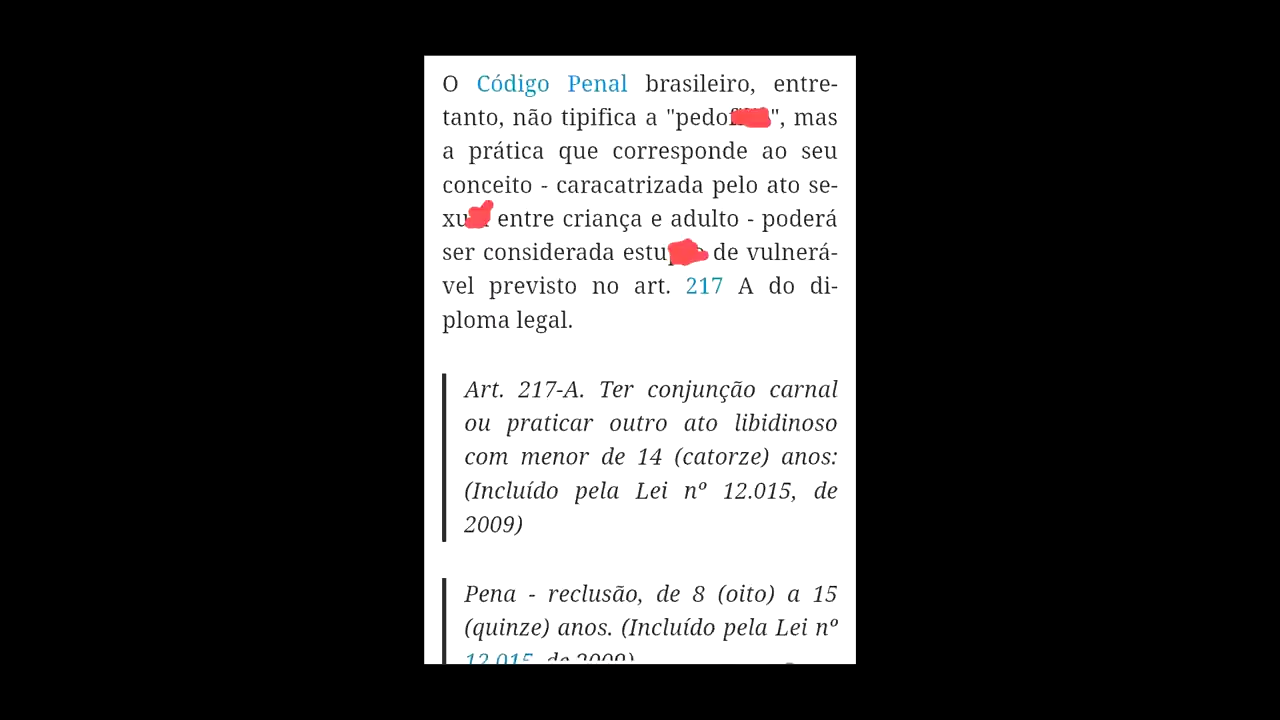 O Código Penal brasileiro, entre-
tanto, não tipifica a "pedof", mas
a prática que corresponde ao seu
conceito - caracatrizada pelo ato se-
xu entre criança e adulto - poderá
ser considerada estu de vulnerá-
vel previsto no art. 217 A do di-
ploma legal.
Art. 217-A. Ter conjunção carnal
ou praticar outro ato libidinoso
com menor de 14 (catorze) anos:
(Incluído pela Lei nº 12.015, de
2009)
Pena - reclusão, de 8 (oito) a 15
(quinze) anos. (Incluído pela Lei nº
12.015, de 2009)